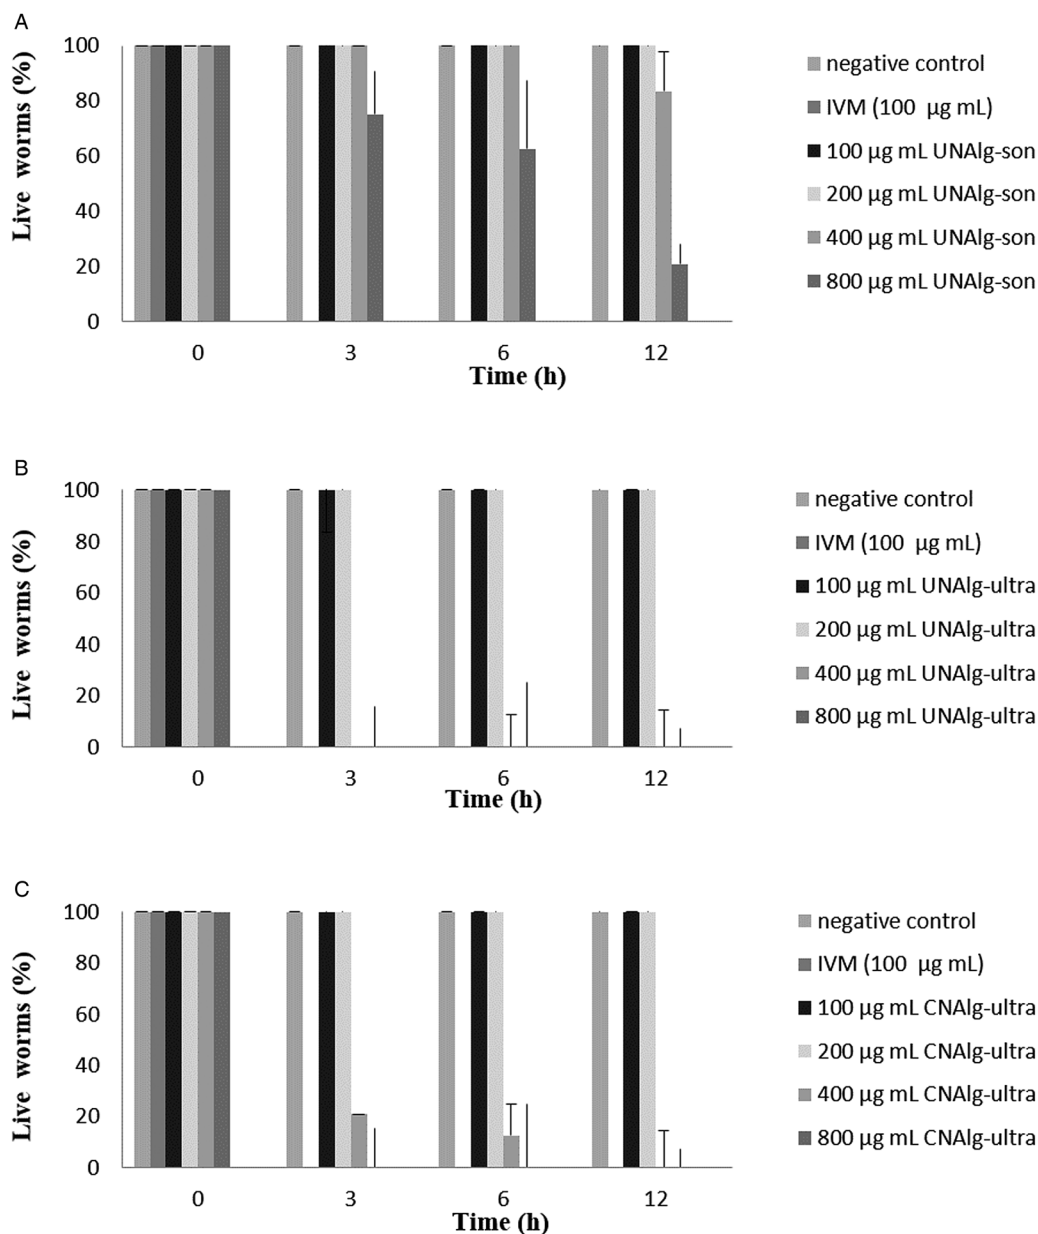 A
Live worms (%)
100
80
60
40
20
0
0 3 6 12
Time (h)
negative control
IVM (100 µg mL)
100 µg mL UNAlg-son
200 µg mL UNAlg-son
400 µg mL UNAlg-son
800 µg mL UNAlg-son
B
Live worms (%)
100
80
60
40
20
0
0 3 6 12
Time (h)
negative control
IVM (100 µg mL)
100 µg mL UNAlg-ultra
200 µg mL UNAlg-ultra
400 µg mL UNAlg-ultra
800 µg mL UNAlg-ultra
C
Live worms (%)
100
80
60
40
20
0
0 3 6 12
Time (h)
negative control
IVM (100 µg mL)
100 µg mL CNAlg-ultra
200 µg mL CNAlg-ultra
400 µg mL CNAlg-ultra
800 µg mL CNAlg-ultra